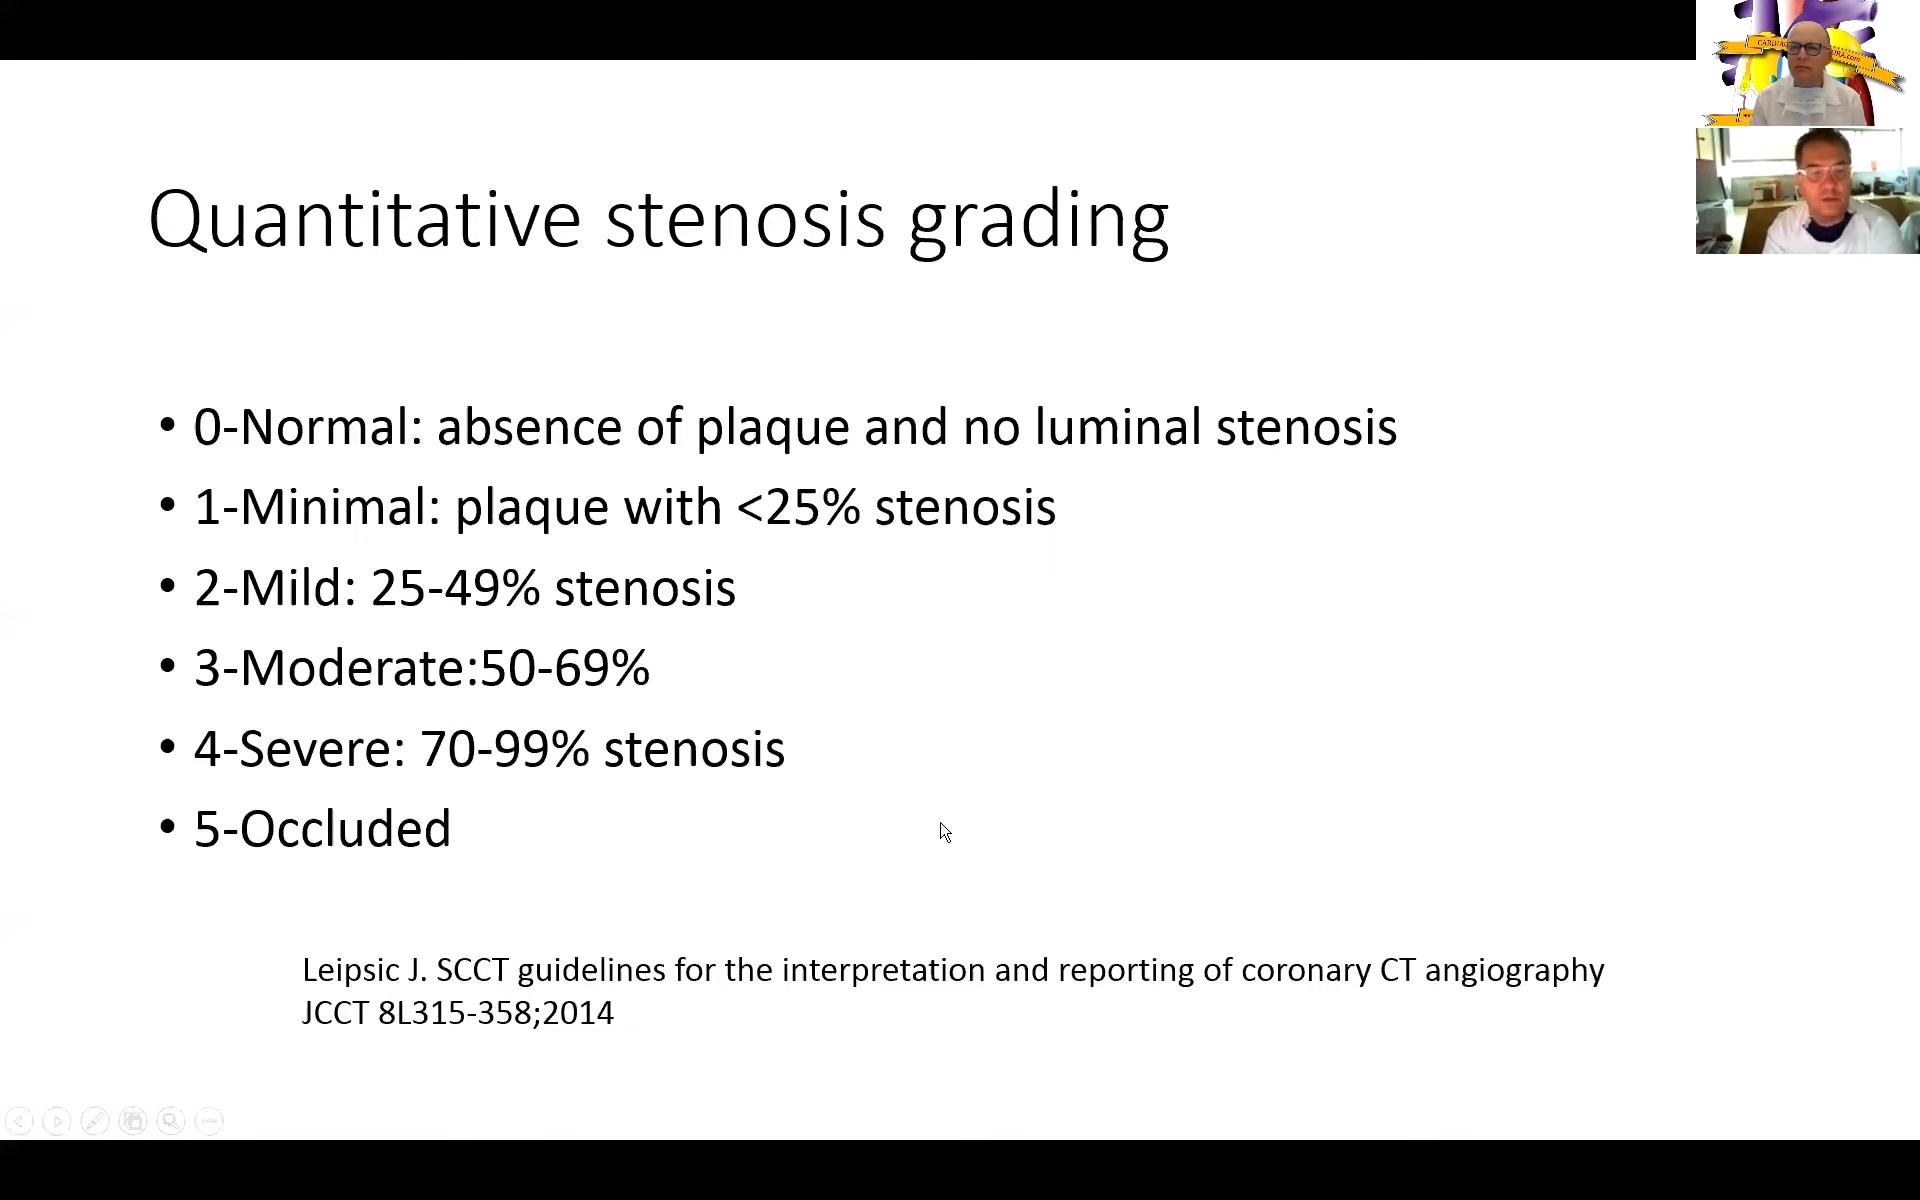 CARDIAC
Quantitative stenosis grading
• 0-Normal: absence of plaque and no luminal stenosis
• 1-Minimal: plaque with <25% stenosis
• 2-Mild: 25-49% stenosis
• 3-Moderate:50-69%
• 4-Severe: 70-99% stenosis
• 5-Occluded
Leipsic J. SCCT guidelines for the interpretation and reporting of coronary CT angiography
JCCT 8L315-358;2014